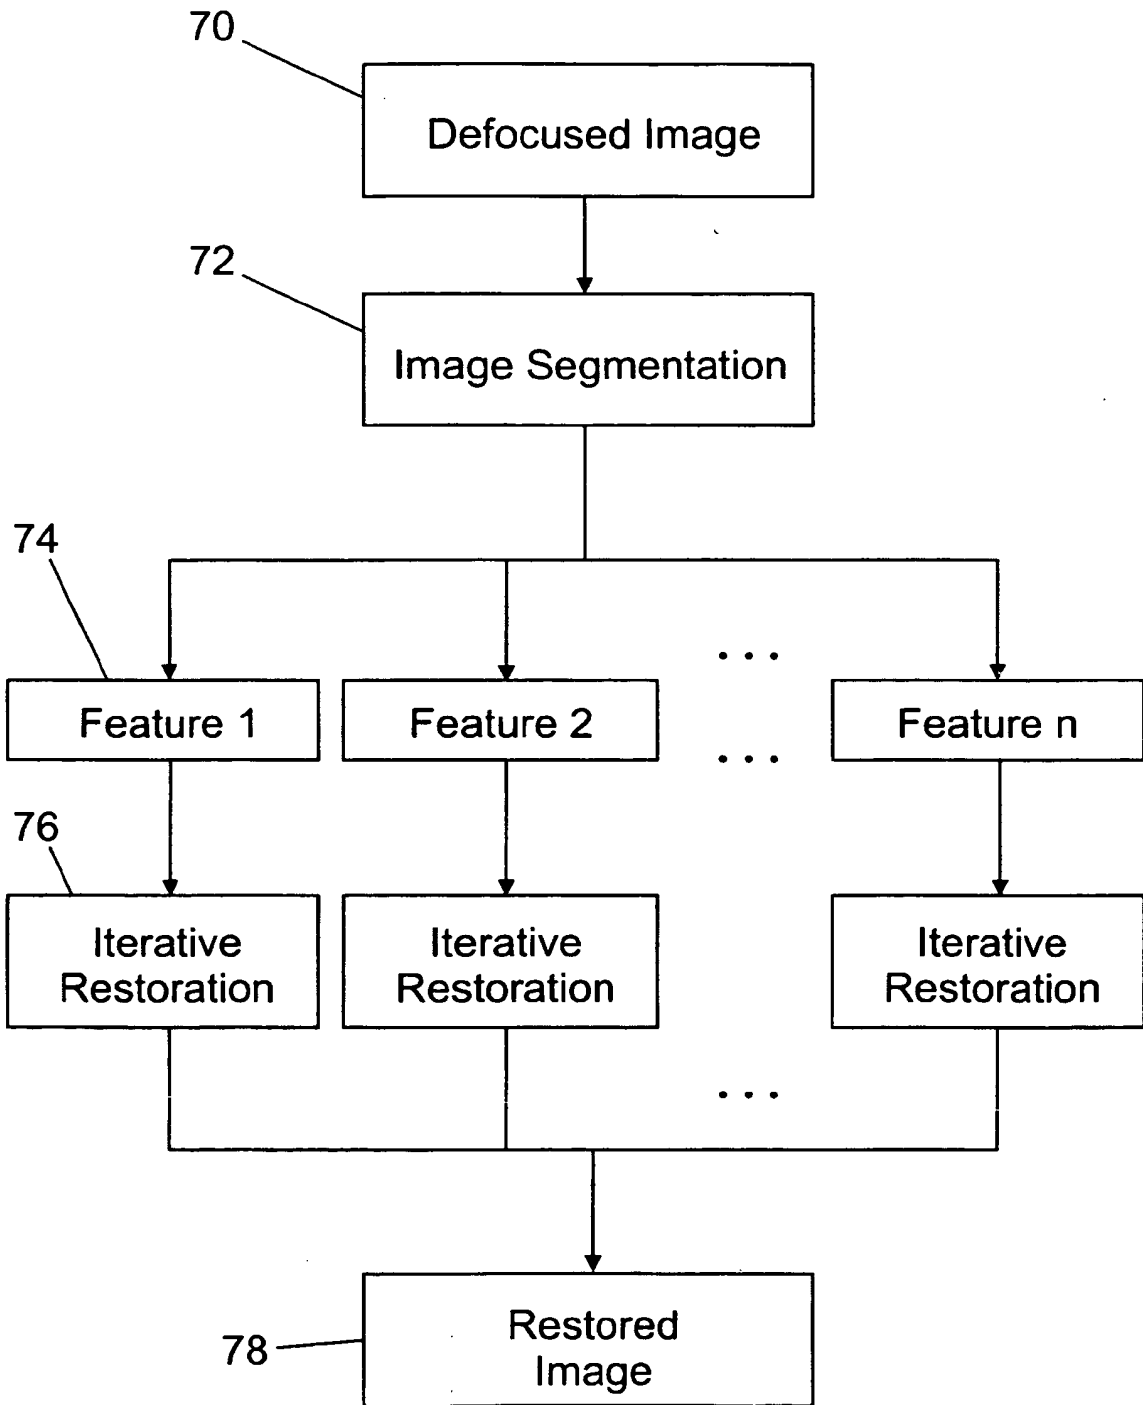 70
Defocused Image
72
Image Segmentation
74
. . .
Feature 1
Feature 2
Feature n
. . .
76
Iterative
Restoration
Iterative
Restoration
Iterative
Restoration
. . .
Restored
Image
78